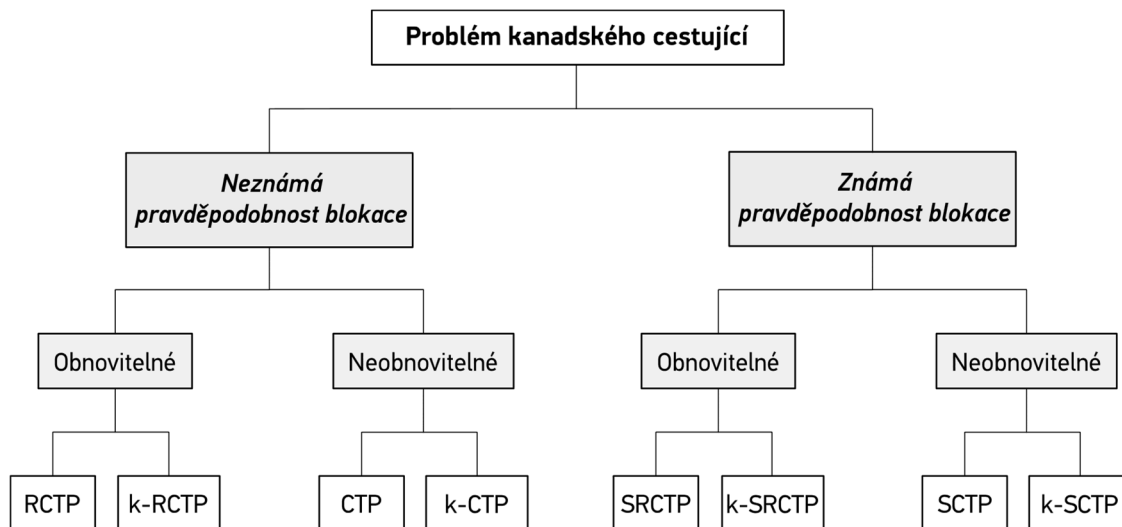 Problém kanadského cestující
Neznámá
pravděpodobnost blokace
Známá
pravděpodobnost blokace
Obnovitelné
Neobnovitelné
Obnovitelné
Neobnovitelné
RCTP
k-RCTP
CTP
k-CTP
SRCTP
k-SRCTP
SCTP
k-SCTP